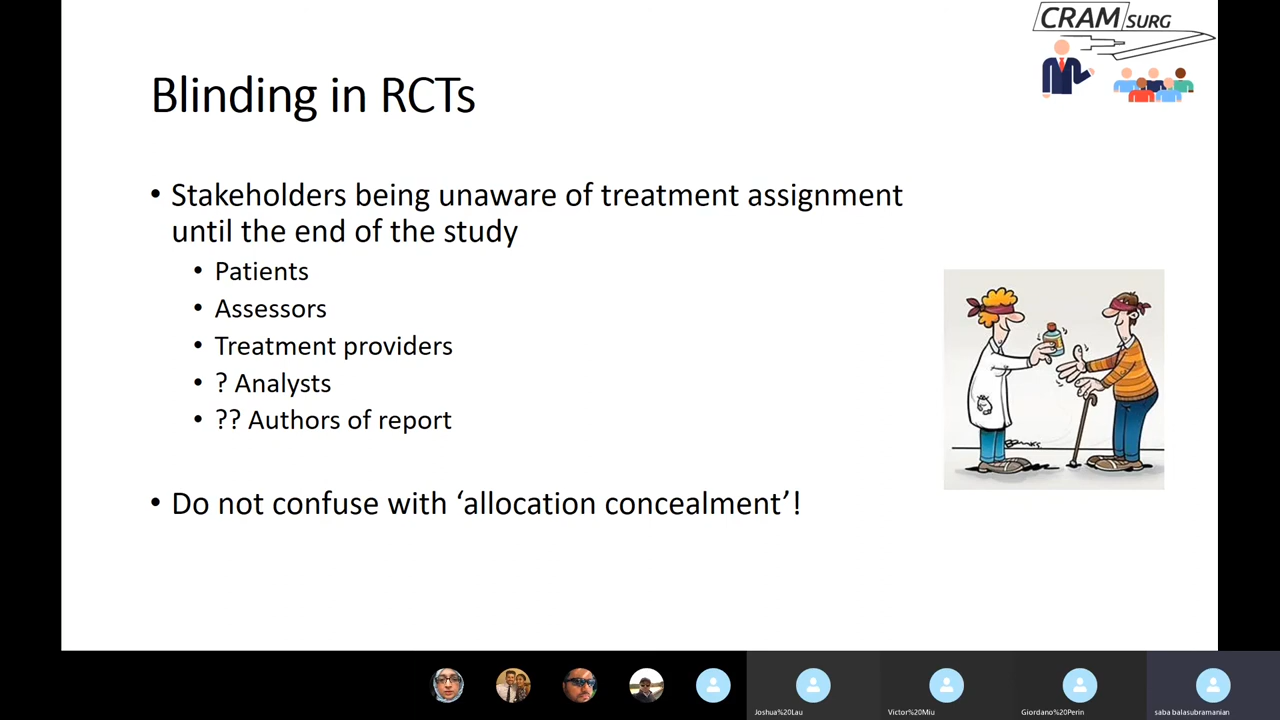 CRAM SURG
Blinding in RCTs
• Stakeholders being unaware of treatment assignment
until the end of the study
• Patients
• Assessors
• Treatment providers
• ? Analysts
• ?? Authors of report
• Do not confuse with ‘allocation concealment’!
Joshua%20Lau
Victor%20Miu
Giordano%20Perin
saba balasubramanian